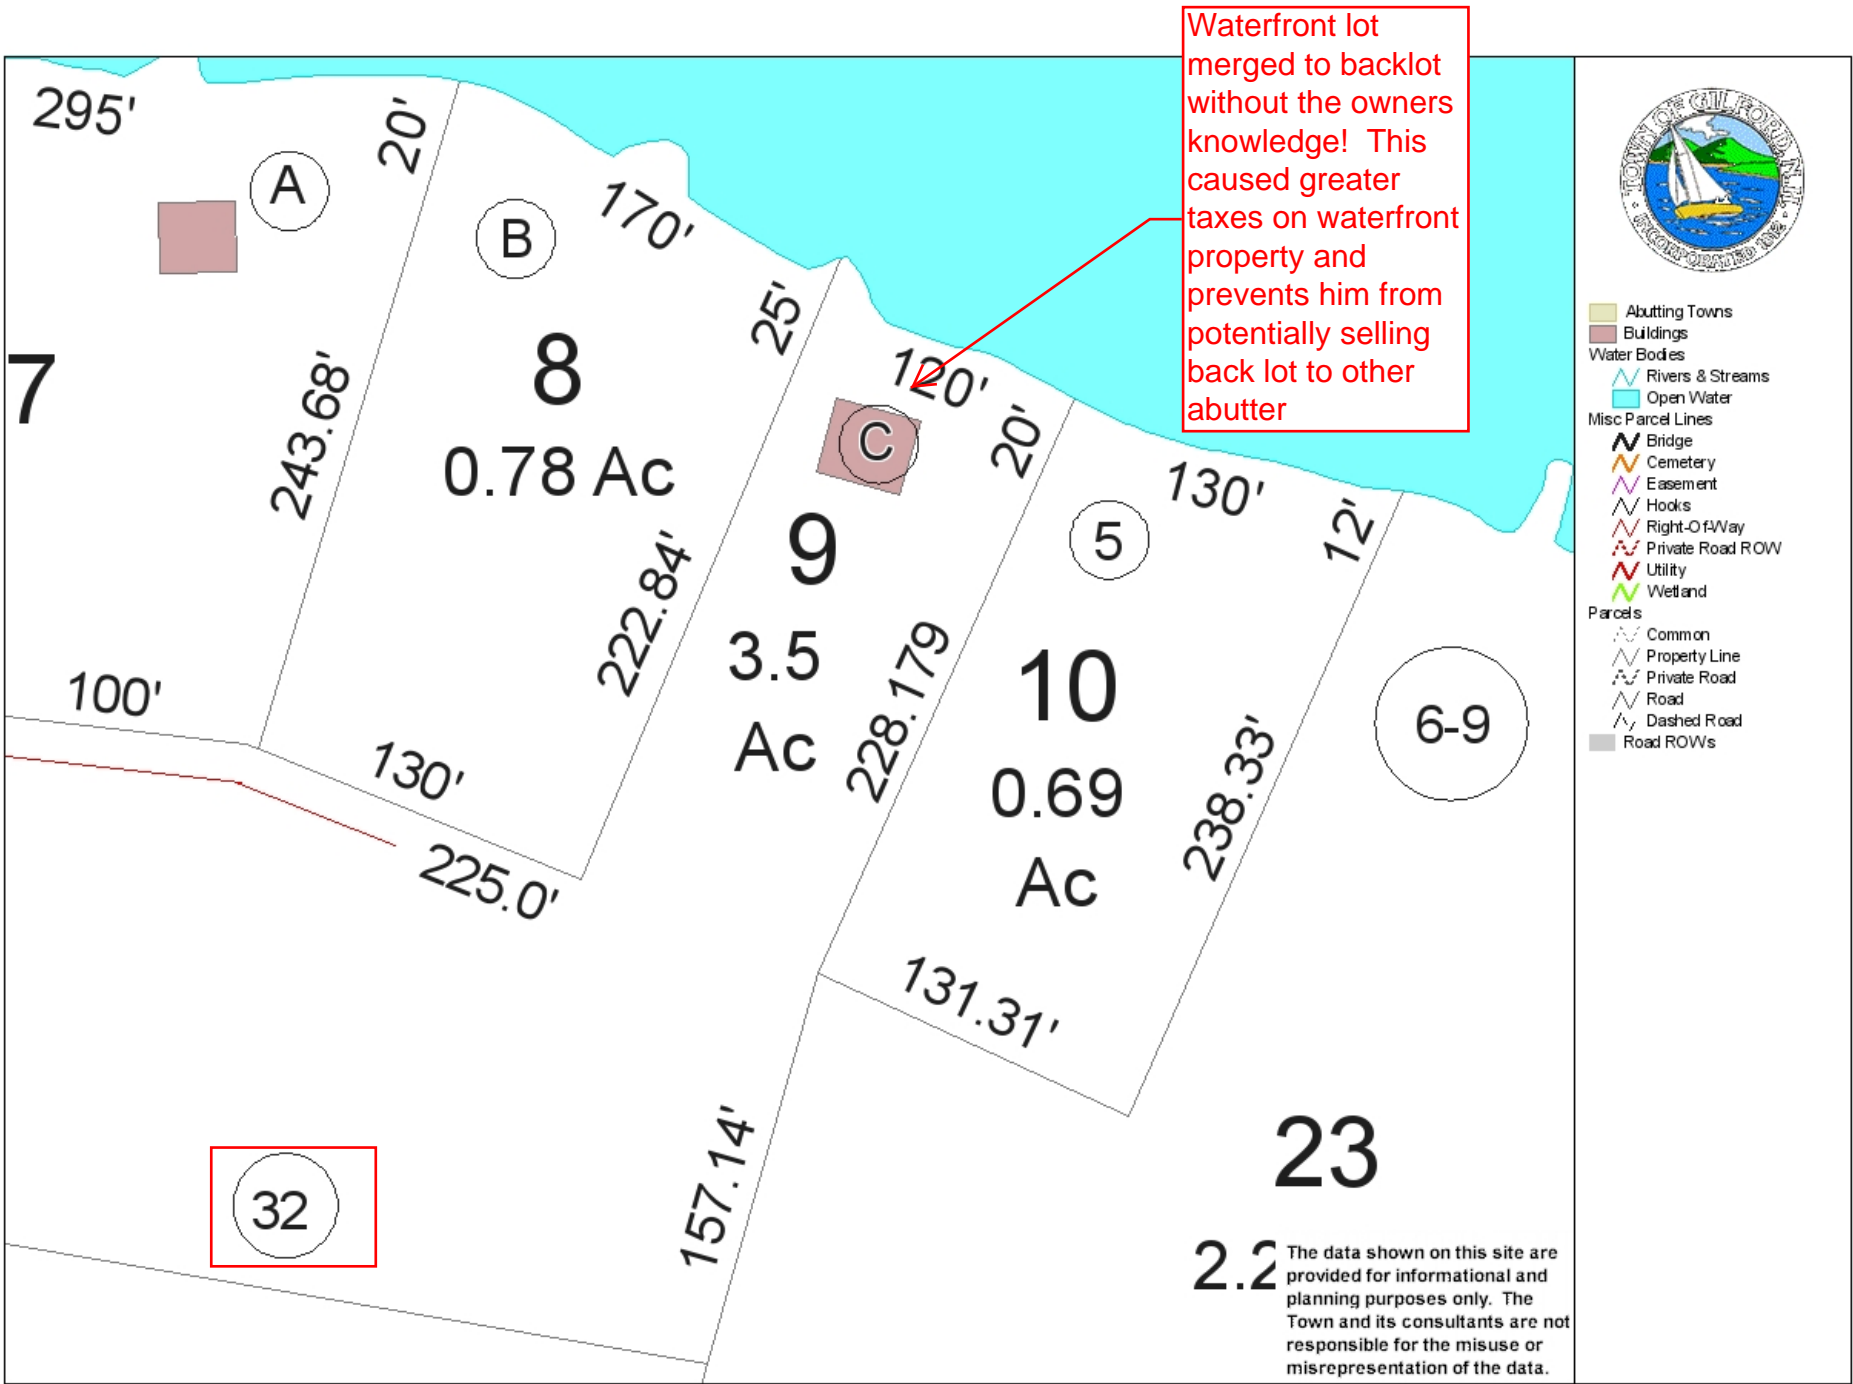 Waterfront lot
merged to backlot
without the owners
knowledge!  This
caused greater
taxes on waterfront
property and
prevents him from
potentially selling
back lot to other
abutter
295'
20'
A
B
170'
25'
7
243.68'
8
0.78 Ac
222.84'
120'
C
20'
9
3.5
Ac
228.179
130'
12'
5
10
0.69
Ac
238.33'
6-9
100'
130'
225.0'
131.31'
157.14'
32
23
2.2
The data shown on this site are
provided for informational and
planning purposes only.  The
Town and its consultants are not
responsible for the misuse or
misrepresentation of the data.
TOWN OF GILFORD, N.H.
INCORPORATED 1812
Abutting Towns
Buildings
Water Bodies
Rivers & Streams
Open Water
Misc Parcel Lines
Bridge
Cemetery
Easement
Hooks
Right-Of-Way
Private Road ROW
Utility
Wetland
Parcels
Common
Property Line
Private Road
Road
Dashed Road
Road ROWs